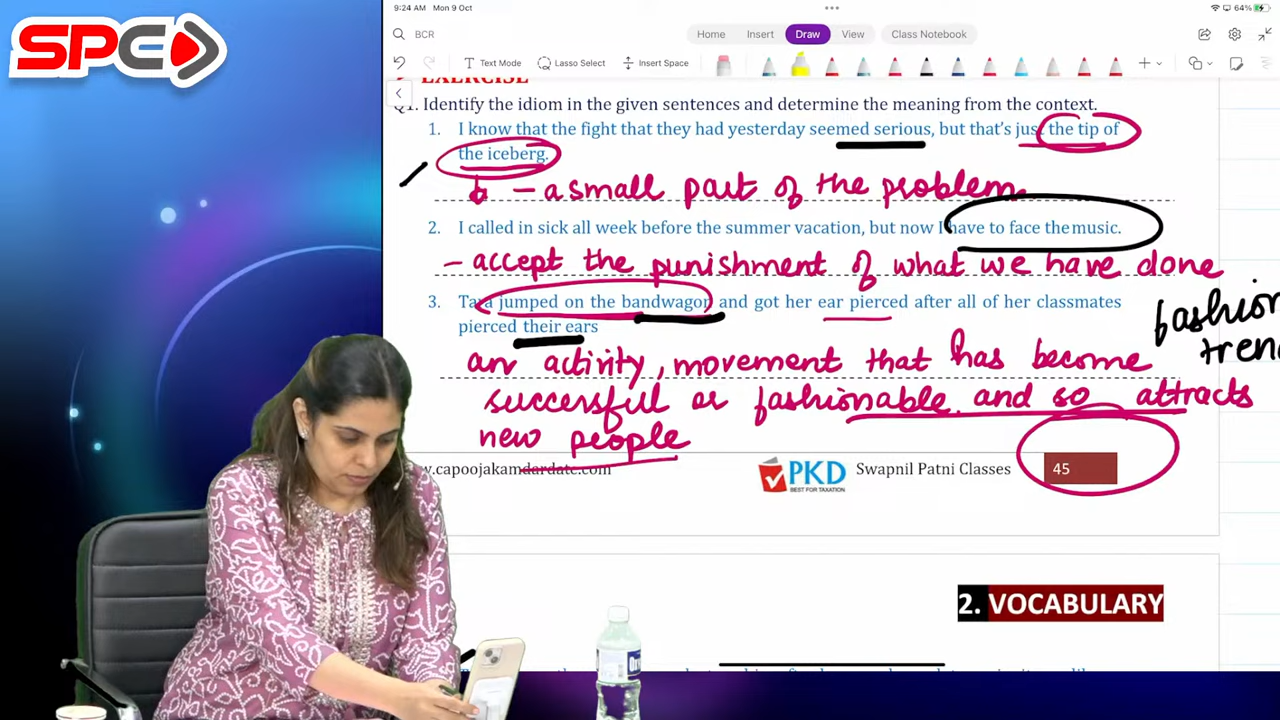 SPC
9:24 AM Mon 9 Oct
64%
BCR
Home Insert Draw View Class Notebook
Text Mode Lasso Select Insert Space
EXERCISE
Q1. Identify the idiom in the given sentences and determine the meaning from the context.
1. I know that the fight that they had yesterday seemed serious, but that's just the tip of
the iceberg.
- a small part of the problem.
2. I called in sick all week before the summer vacation, but now I have to face the music.
- accept the punishment of what we have done
3. Tara jumped on the bandwagon and got her ear pierced after all of her classmates
pierced their ears
fashion
tren
an activity, movement that has become
successful or fashionable and so attracts
new people
w.capoojakamdardate.com
PKD
BEST FOR TAXATION
Swapnil Patni Classes
45
2. VOCABULARY